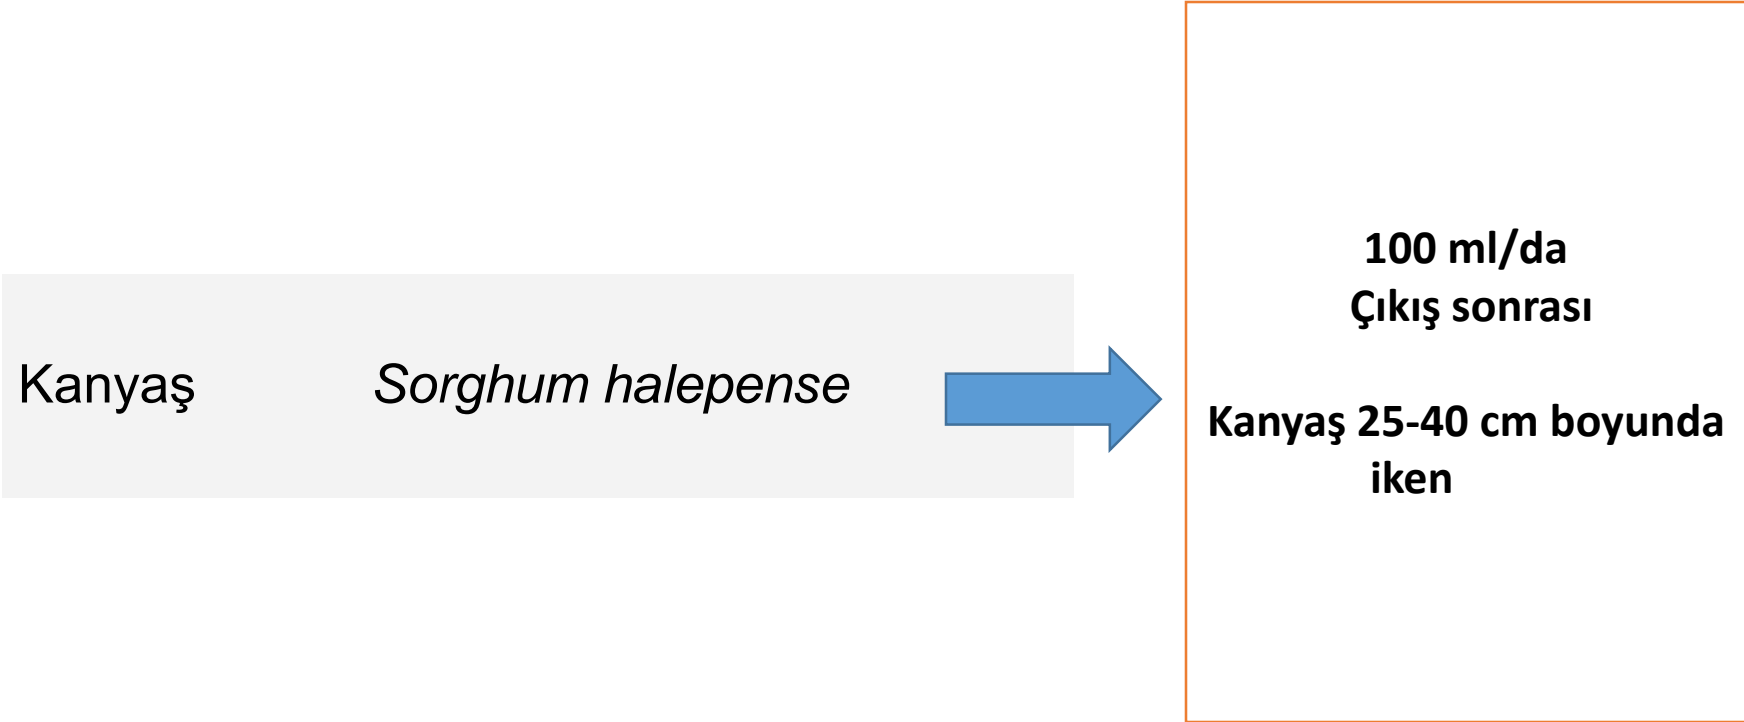 Kanyaş Sorghum halepense
100 ml/da
Çıkış sonrası
Kanyaş 25-40 cm boyunda
iken